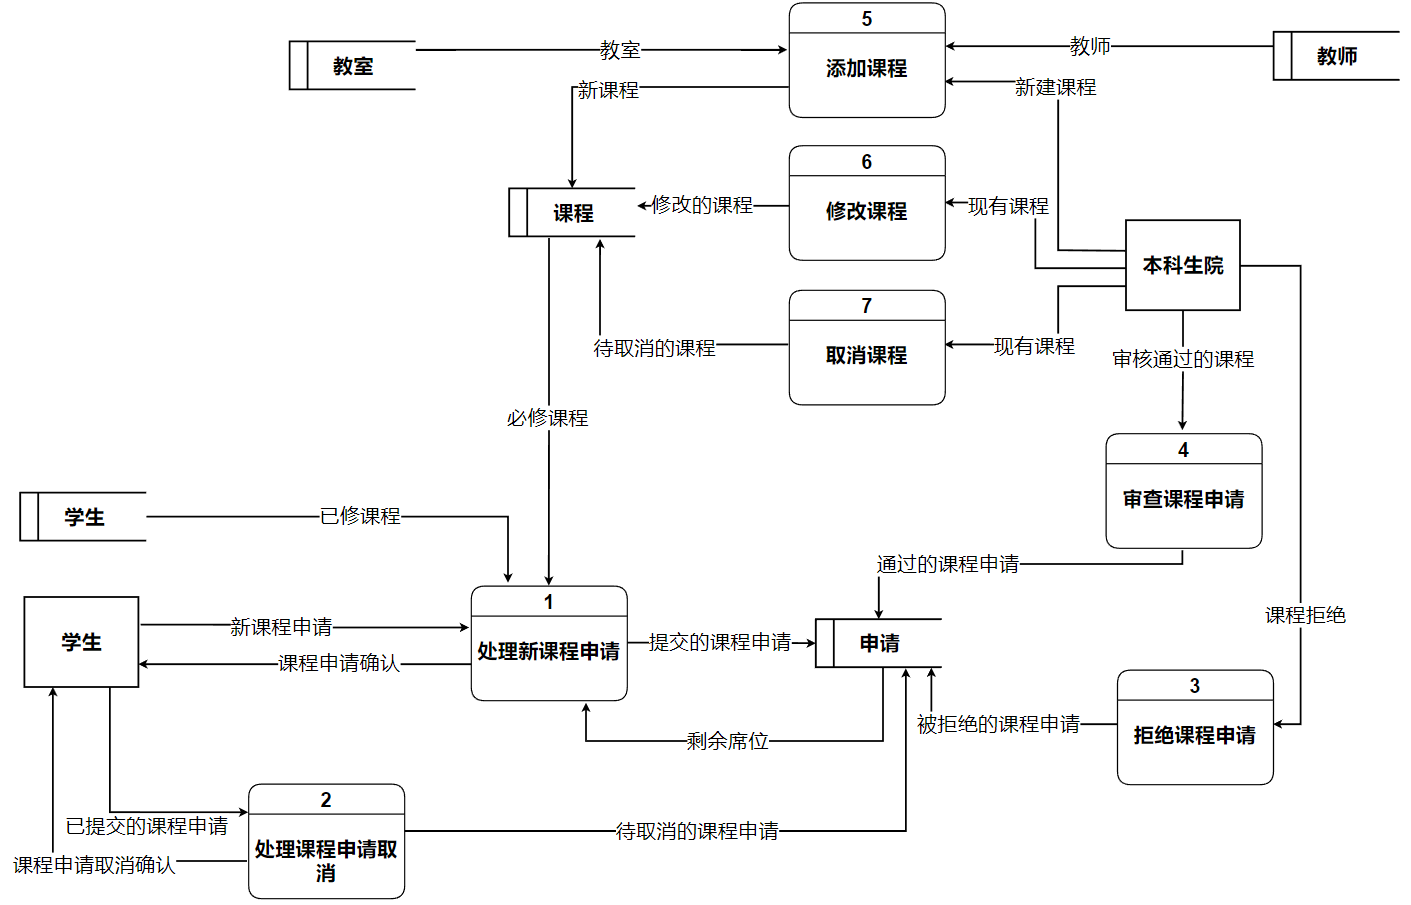 5
教室
教室
添加课程
教师
教师
新课程
新建课程
6
课程
修改的课程
修改课程
现有课程
本科生院
7
待取消的课程
取消课程
现有课程
审核通过的课程
必修课程
4
审查课程申请
学生
已修课程
通过的课程申请
1
课程拒绝
学生
新课程申请
处理新课程申请
提交的课程申请
申请
课程申请确认
3
被拒绝的课程申请
拒绝课程申请
剩余席位
2
已提交的课程申请
待取消的课程申请
处理课程申请取
消
课程申请取消确认